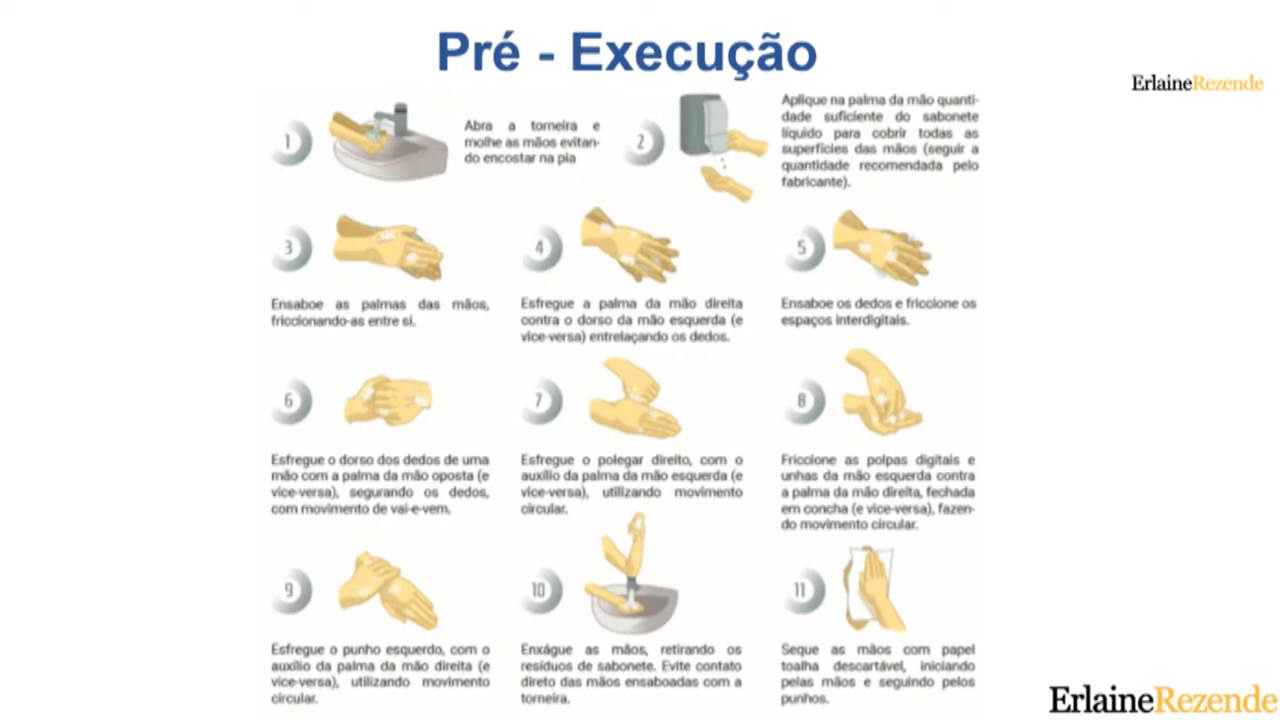 Pré - Execução
ErlaineRezende
1
Abra a torneira e
molhe as mãos evitan-
do encostar na pia
2
Aplique na palma da mão quanti-
dade suficiente do sabonete
líquido para cobrir todas as
superfícies das mãos (seguir a
quantidade recomendada pelo
fabricante).
3
Ensaboe as palmas das mãos,
friccionando-as entre si.
4
Esfregue a palma da mão direita
contra o dorso da mão esquerda (e
vice-versa) entrelaçando os dedos.
5
Ensaboe os dedos e friccione os
espaços interdigitais.
6
Esfregue o dorso dos dedos de uma
mão com a palma da mão oposta (e
vice-versa), segurando os dedos,
com movimento de vai-e-vem.
7
Esfregue o polegar direito, com o
auxílio da palma da mão esquerda (e
vice-versa), utilizando movimento
circular.
8
Friccione as polpas digitais e
unhas da mão esquerda contra
a palma da mão direita, fechada
em concha (e vice-versa), fazen-
do movimento circular.
9
Esfregue o punho esquerdo, com o
auxílio da palma da mão direita (e
vice-versa), utilizando movimento
circular.
10
Enxágue as mãos, retirando os
resíduos de sabonete. Evite contato
direto das mãos ensaboadas com a
torneira.
11
Seque as mãos com papel
toalha descartável, iniciando
pelas mãos e seguindo pelos
punhos.
ErlaineRezende